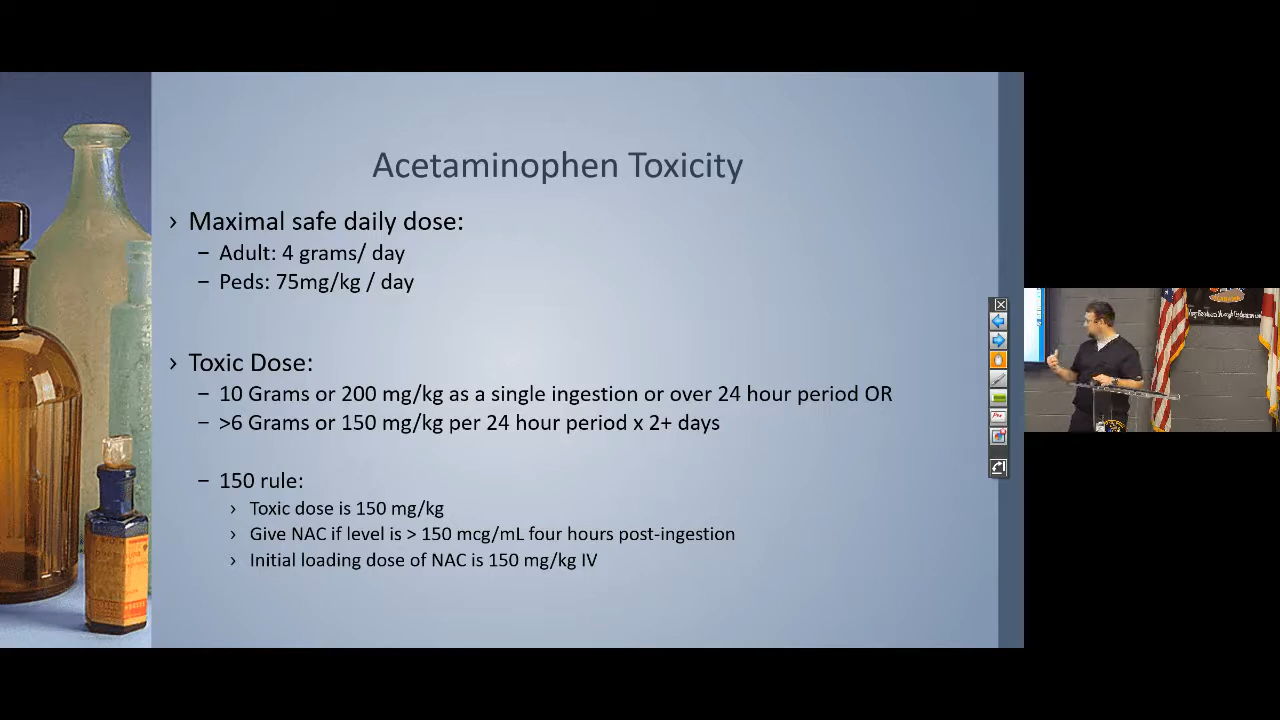 Acetaminophen Toxicity
› Maximal safe daily dose:
– Adult: 4 grams/ day
– Peds: 75mg/kg / day
› Toxic Dose:
– 10 Grams or 200 mg/kg as a single ingestion or over 24 hour period OR
– >6 Grams or 150 mg/kg per 24 hour period x 2+ days
– 150 rule:
› Toxic dose is 150 mg/kg
› Give NAC if level is > 150 mcg/mL four hours post-ingestion
› Initial loading dose of NAC is 150 mg/kg IV